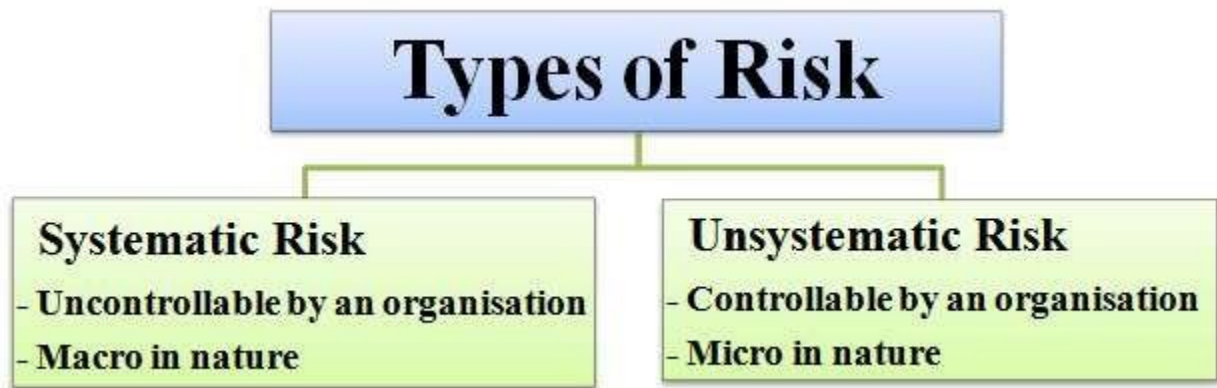 Types of Risk
Systematic Risk
- Uncontrollable by an organisation
- Macro in nature
Unsystematic Risk
- Controllable by an organisation
- Micro in nature